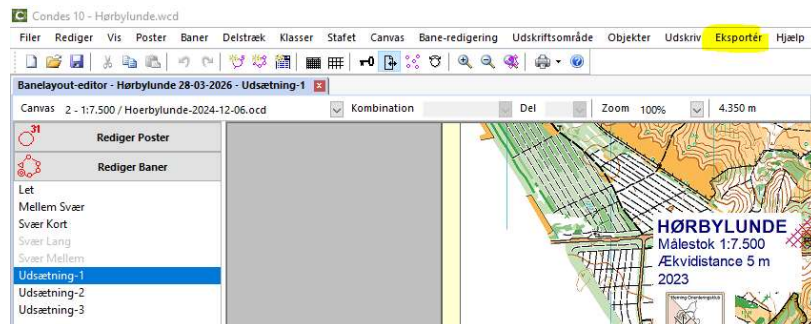 Condes 10 - Hørbylunde.wcd
Filer Rediger Vis Poster Baner Delstræk Klasser Stafet Canvas Bane-redigering Udskriftsområde Objekter Udskriv Eksportér Hjælp
Banelayout-editor - Hørbylunde 28-03-2026 - Udsætning-1
Canvas 2 - 1:7.500 / Hoerbylunde-2024-12-06.ocd Kombination Del Zoom 100% 4.350 m
31
Rediger Poster
Rediger Baner
Let
Mellem Svær
Svær Kort
Svær Lang
Svær Mellem
Udsætning-1
Udsætning-2
Udsætning-3
HØRBYLUNDE
Målestok 1:7.500
Ækvidistance 5 m
2023